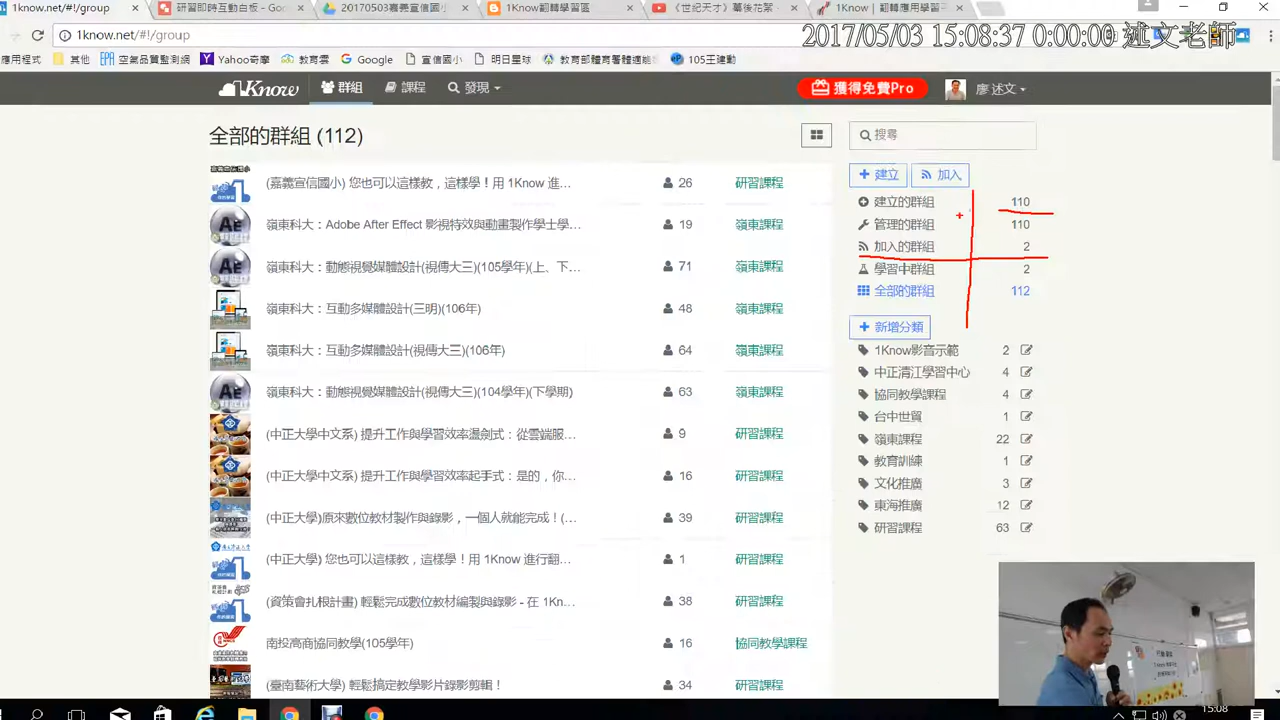 1know.net/#!/group
研習即時互動白板 - Goo
20170503嘉義宣信國小
1Know翻轉學習區
《世紀天才》幕後花絮
1Know | 翻轉應用學習
1know.net/#!/group
2017/05/03 15:08:37 0:00:00 述文老師
應用程式 其他 空氣品質監測網 Yahoo奇摩 教育雲 Google 宣信國小 明日星球 教育部體育署體育 105王建動
1Know 群組 課程 發現 獲得免費Pro 廖 述文
全部的群組 (112)
搜尋
建立 加入
建立的群組 110
管理的群組 110
加入的群組 2
學習中群組 2
全部的群組 112
新增分類
1Know影音示範 2
中正清江學習中心 4
協同教學課程 4
台中世貿 1
嶺東課程 22
教育訓練 1
文化推廣 3
東海推廣 12
研習課程 63
(嘉義宣信國小) 您也可以這樣教，這樣學！用 1Know 進... 26 研習課程
嶺東科大：Adobe After Effect 影視特效與動畫製作學士學... 19 嶺東課程
嶺東科大：動態視覺媒體設計(視傳大三)(105學年)(上、下... 71 嶺東課程
嶺東科大：互動多媒體設計(三明)(106年) 48 嶺東課程
嶺東科大：互動多媒體設計(視傳大三)(106年) 64 嶺東課程
嶺東科大：動態視覺媒體設計(視傳大三)(104學年)(下學期) 63 嶺東課程
(中正大學中文系) 提升工作與學習效率湯劍式：從雲端服... 9 研習課程
(中正大學中文系) 提升工作與學習效率起手式：是的，你... 16 研習課程
(中正大學)原來數位教材製作與錄影，一個人就能完成！(... 39 研習課程
(中正大學) 您也可以這樣教，這樣學！用 1Know 進行翻... 1 研習課程
(資策會扎根計畫) 輕鬆完成數位教材編製與錄影 - 在 1Kn... 38 研習課程
南投高商協同教學(105學年) 16 協同教學課程
(臺南藝術大學) 輕鬆搞定教學影片錄影剪輯！ 34 研習課程
15:08